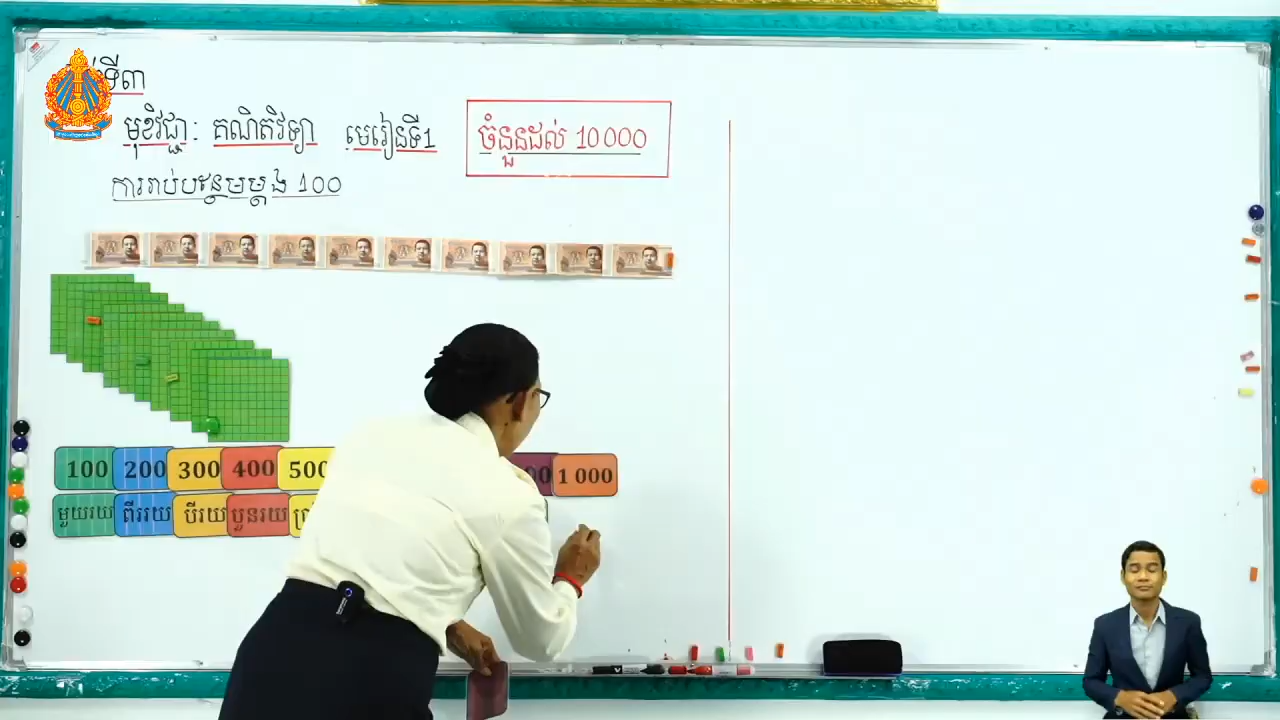 ទី៣
មុខវិជ្ជា: គណិតវិទ្យា មេរៀនទី1 ចំនួនដល់ 10000
ការរាប់បន្ថែមម្តង 100
100 200 300 400 500 1 000
មួយរយ ពីររយ បីរយ បួនរយ